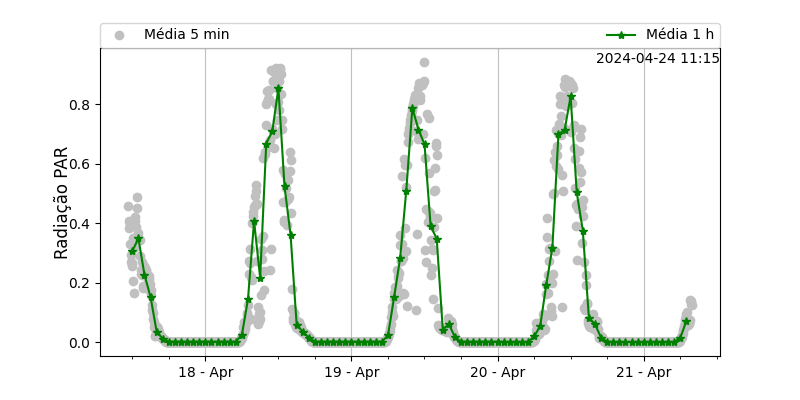 Média 5 min
Média 1 h
2024-04-24 11:15
Radiação PAR
0.8
0.6
0.4
0.2
0.0
18 - Apr
19 - Apr
20 - Apr
21 - Apr